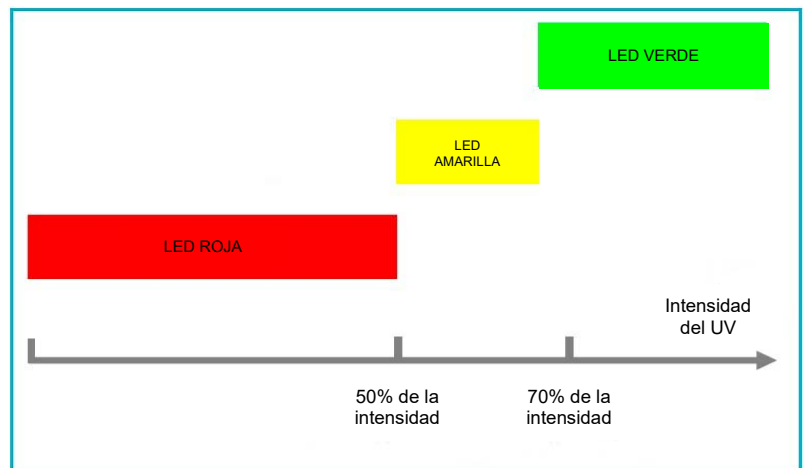 LED VERDE
LED
AMARILLA
LED ROJA
Intensidad
del UV
50% de la
intensidad
70% de la
intensidad